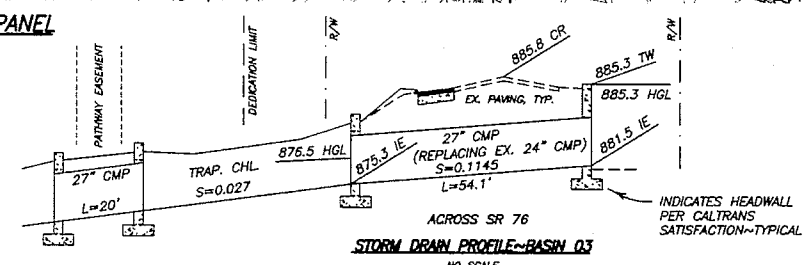 PANEL
PATHWAY EASEMENT
DEDICATION LIMIT
R/W
885.8 CR
R/W
885.3 TW
EX. PAVING, TYP.
885.3 HGL
27" CMP
(REPLACING EX. 24" CMP)
S=0.1145
L=54.1'
881.5 IE
876.5 HGL
875.3 IE
27" CMP
L=20'
TRAP. CHL.
S=0.027
INDICATES HEADWALL
PER CALTRANS
SATISFACTION~TYPICAL
ACROSS SR 76
STORM DRAIN PROFILE~BASIN 03
NO SCALE